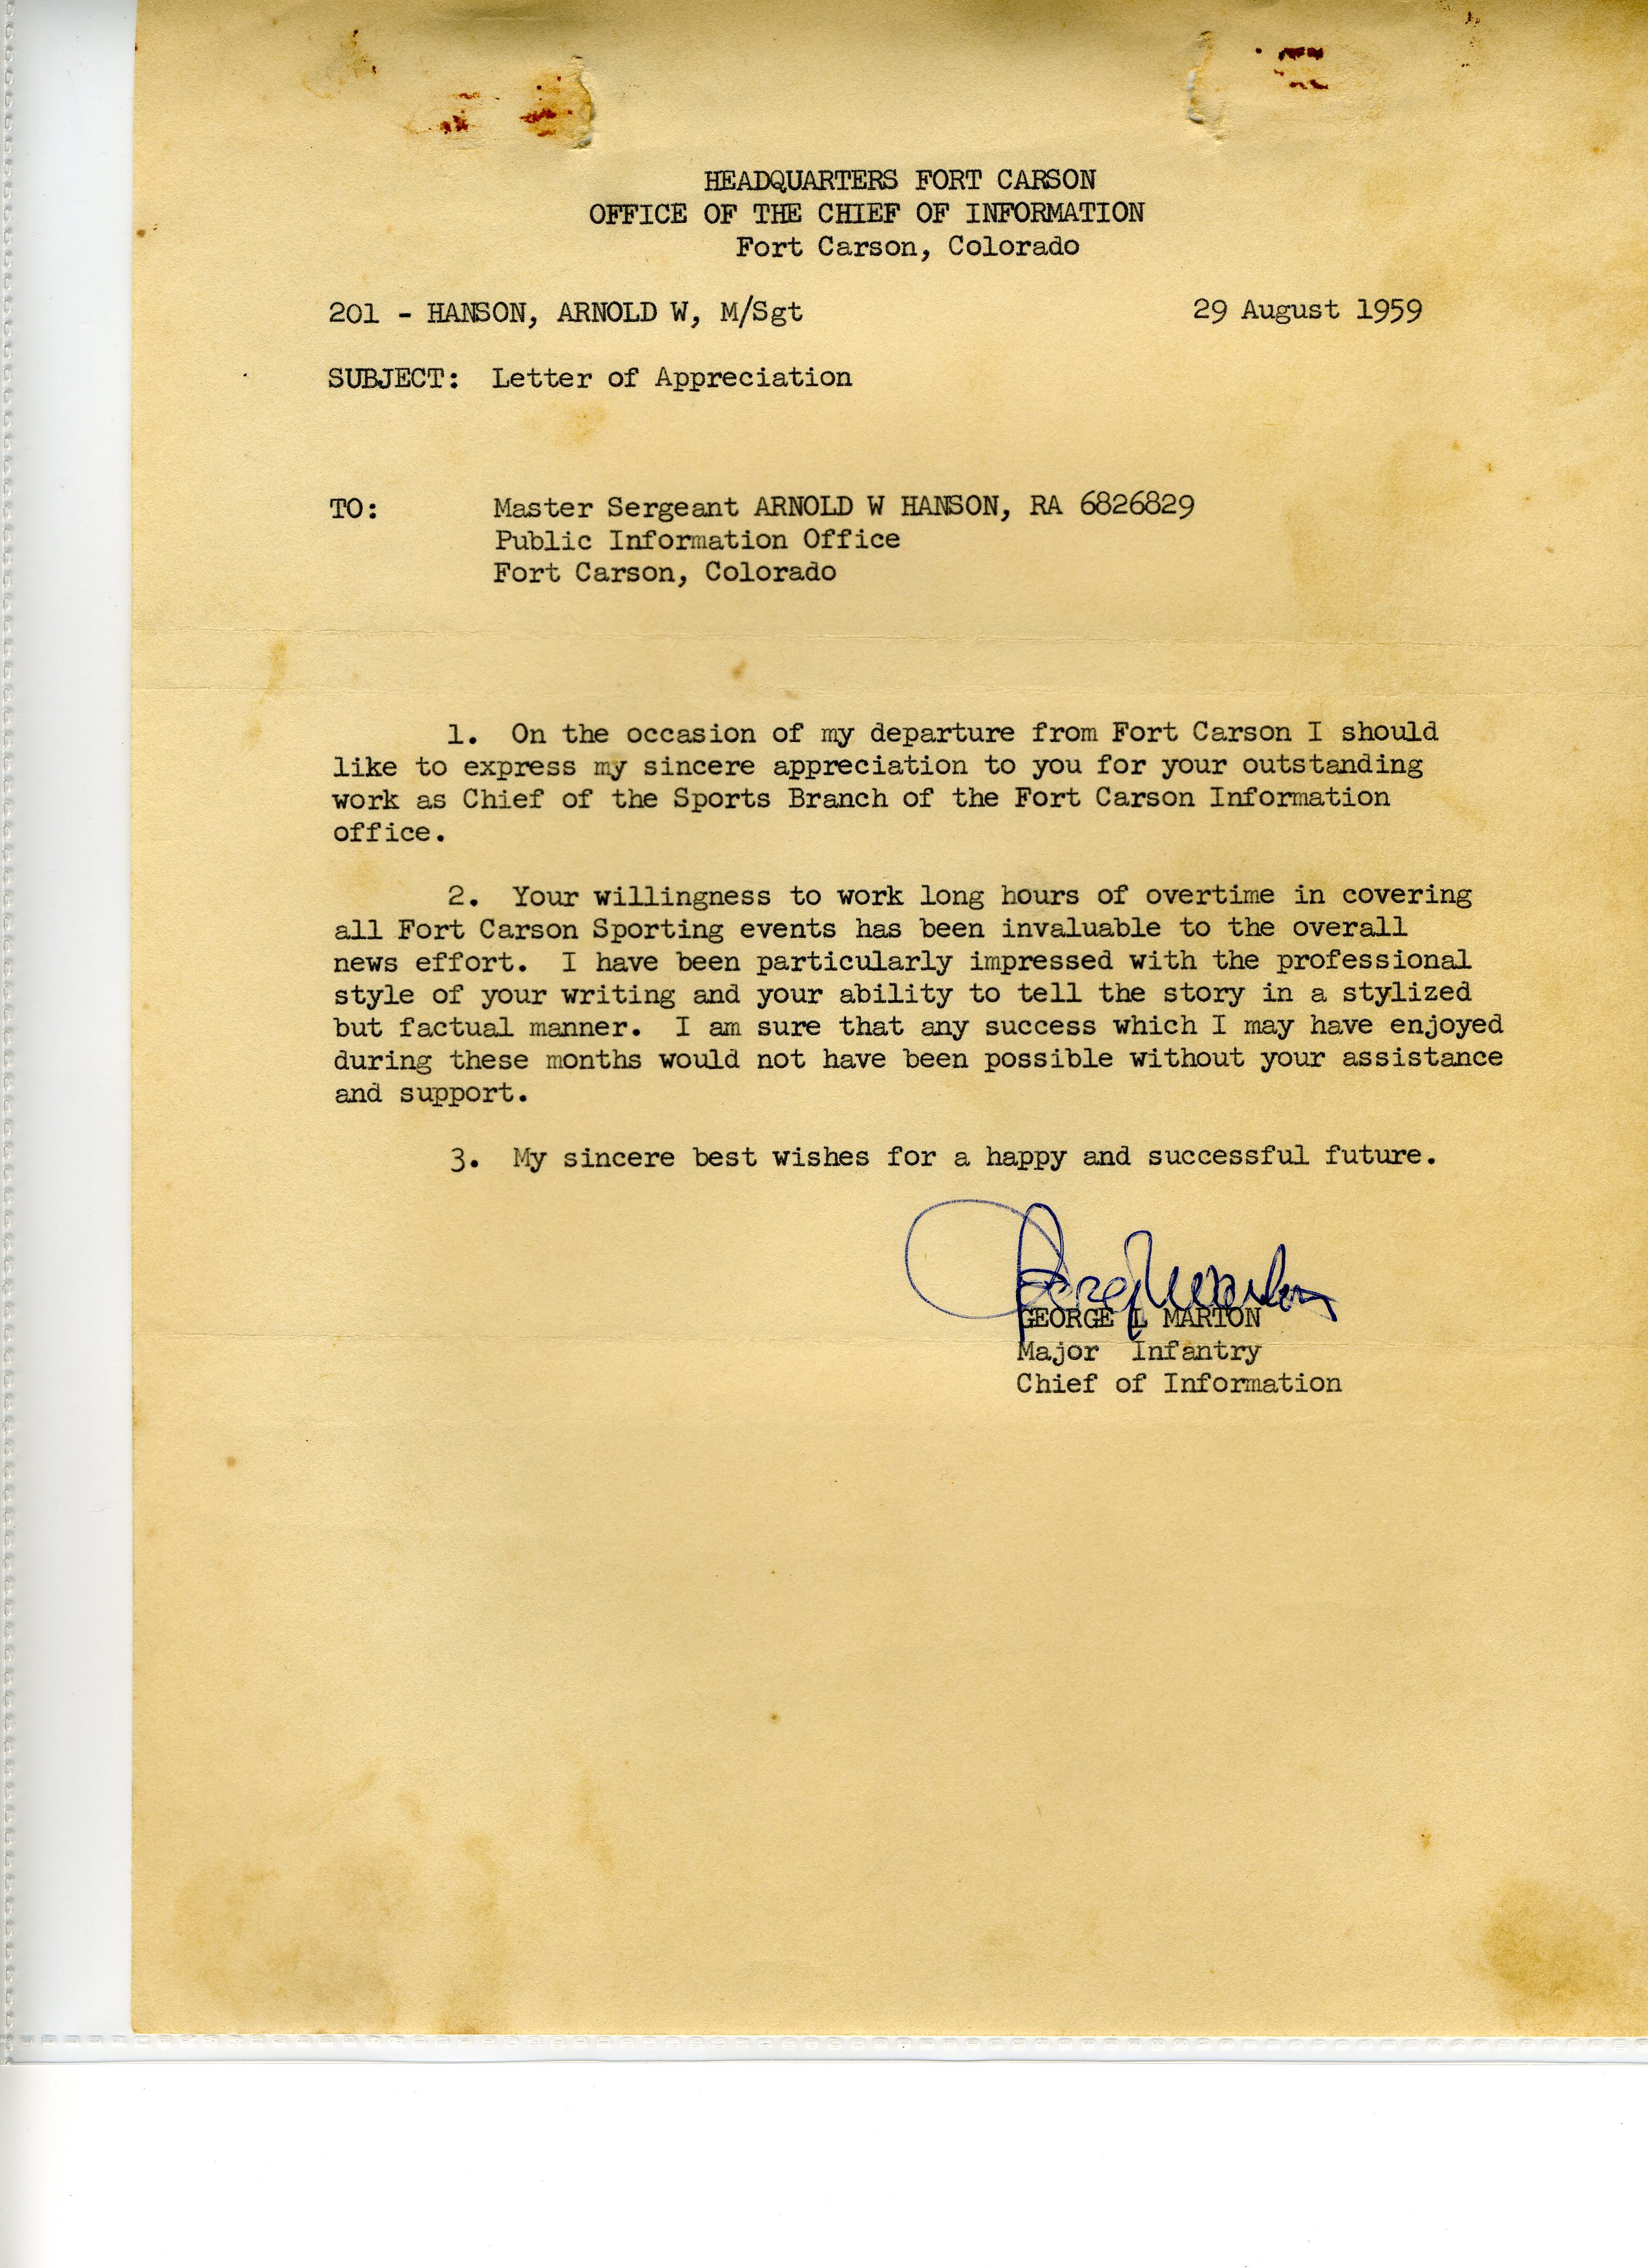 HEADQUARTERS FORT CARSON
OFFICE OF THE CHIEF OF INFORMATION
Fort Carson, Colorado
201 - HANSON, ARNOLD W, M/Sgt 29 August 1959
SUBJECT: Letter of Appreciation
TO: Master Sergeant ARNOLD W HANSON, RA 6826829
Public Information Office
Fort Carson, Colorado
1. On the occasion of my departure from Fort Carson I should
like to express my sincere appreciation to you for your outstanding
work as Chief of the Sports Branch of the Fort Carson Information
office.
2. Your willingness to work long hours of overtime in covering
all Fort Carson Sporting events has been invaluable to the overall
news effort. I have been particularly impressed with the professional
style of your writing and your ability to tell the story in a stylized
but factual manner. I am sure that any success which I may have enjoyed
during these months would not have been possible without your assistance
and support.
3. My sincere best wishes for a happy and successful future.
George L Marton
GEORGE L MARTON
Major Infantry
Chief of Information